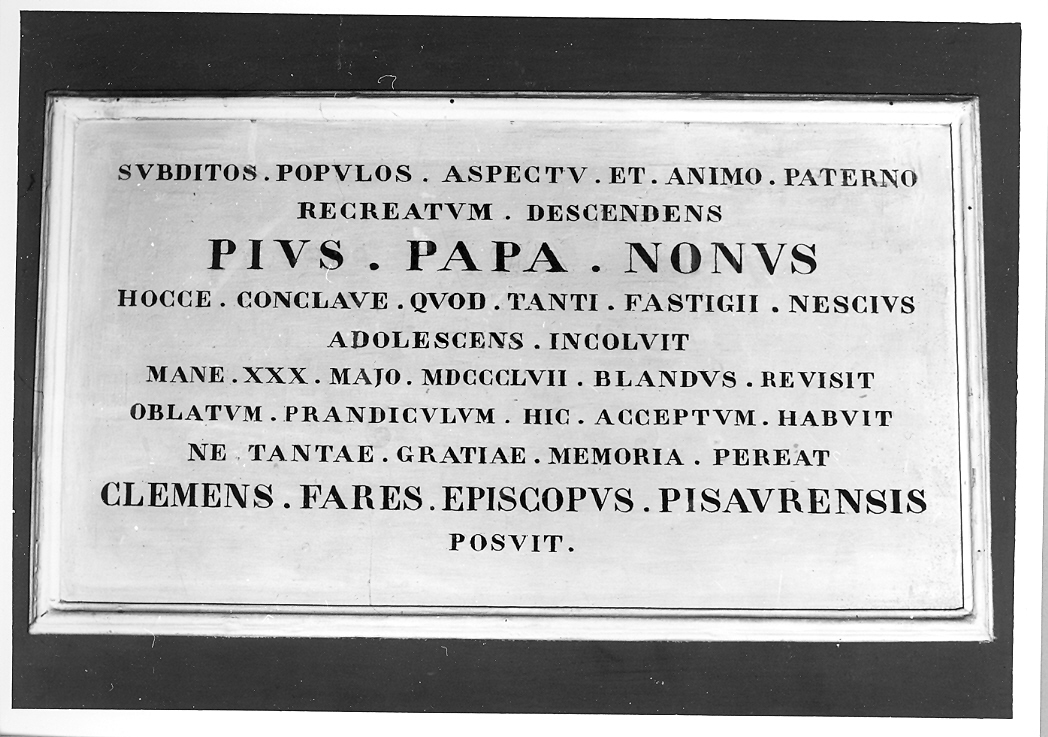 SVBDITOS . POPVLOS . ASPECTV . ET . ANIMO . PATERNO
RECREATVM . DESCENDENS
PIVS . PAPA . NONVS
HOCCE . CONCLAVE . QVOD . TANTI . FASTIGII . NESCIVS
ADOLESCENS . INCOLVIT
MANE . XXX . MAJO . MDCCCLVII . BLANDVS . REVISIT
OBLATVM . PRANDICVLVM . HIC . ACCEPTVM . HABVIT
NE . TANTAE . GRATIAE . MEMORIA . PEREAT
CLEMENS . FARES . EPISCOPVS . PISAVRENSIS
POSVIT .